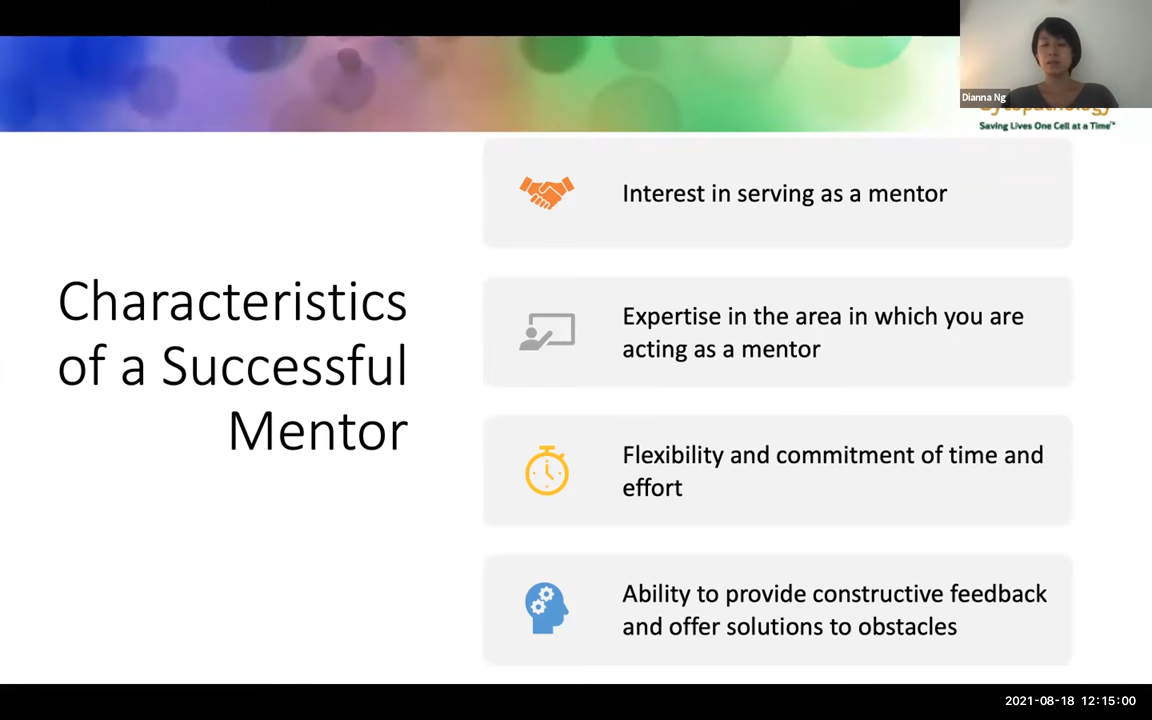 Dianna Ng
Cytopathology
Saving Lives One Cell at a Time™
Characteristics
of a Successful
Mentor
Interest in serving as a mentor
Expertise in the area in which you are
acting as a mentor
Flexibility and commitment of time and
effort
Ability to provide constructive feedback
and offer solutions to obstacles
2021-08-18 12:15:00